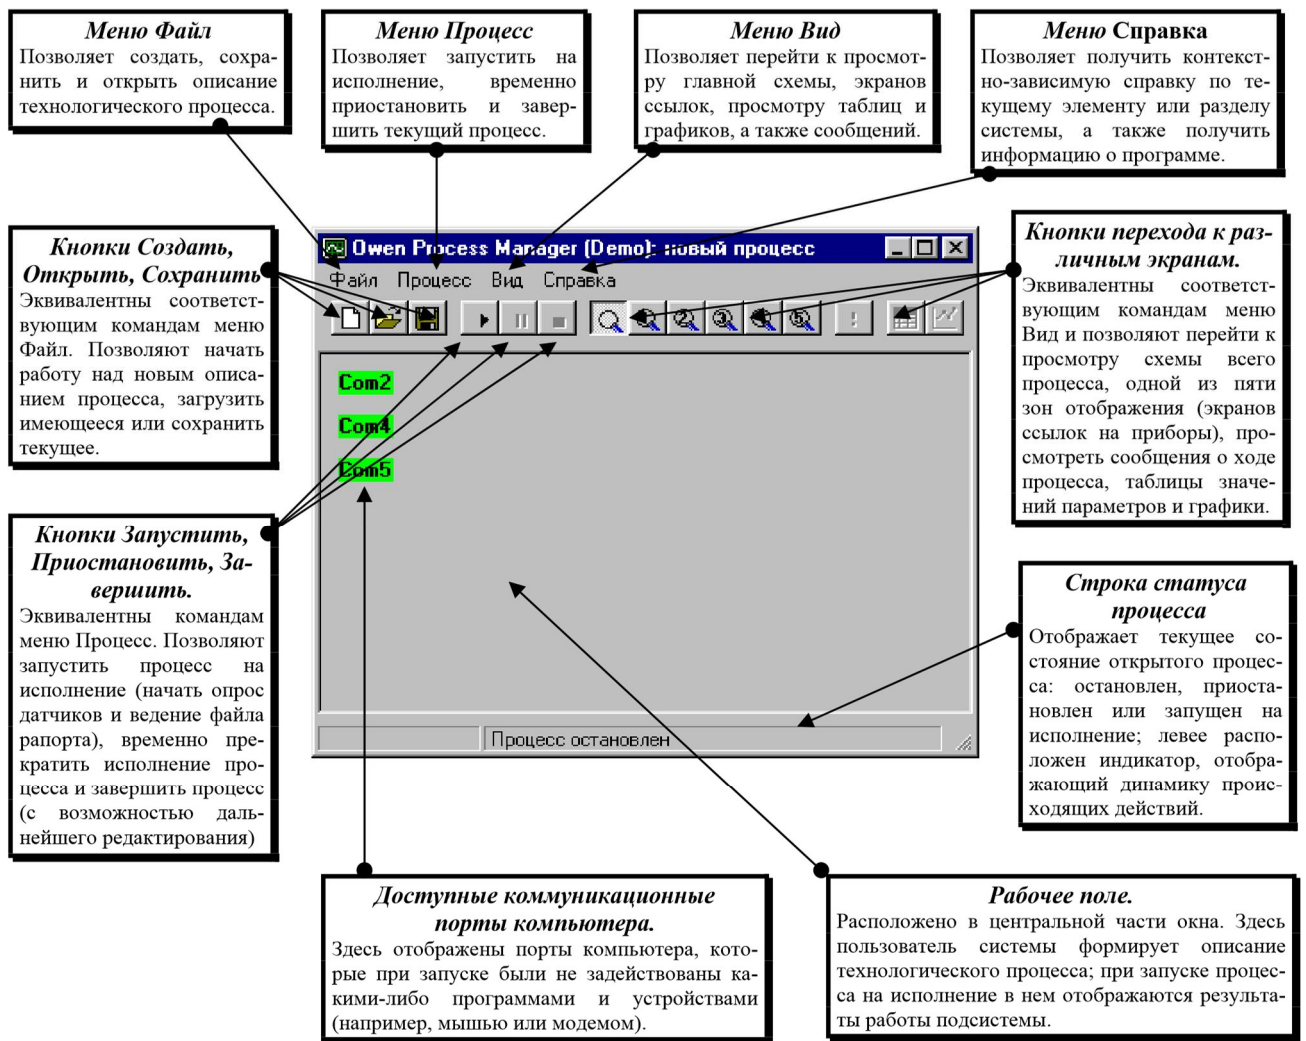 Меню Файл
Позволяет создать, сохра-
нить и открыть описание
технологического процесса.
Меню Процесс
Позволяет запустить на
исполнение, временно
приостановить и завер-
шить текущий процесс.
Меню Вид
Позволяет перейти к просмот-
ру главной схемы, экранов
ссылок, просмотру таблиц и
графиков, а также сообщений.
Меню Справка
Позволяет получить контекст-
но-зависимую справку по те-
кущему элементу или разделу
системы, а также получить
информацию о программе.
Кнопки Создать,
Открыть, Сохранить
Эквивалентны соответст-
вующим командам меню
Файл. Позволяют начать
работу над новым описа-
нием процесса, загрузить
имеющееся или сохранить
текущее.
Owen Process Manager (Demo): новый процесс
Файл Процесс Вид Справка
1 2 3 4 5 !
Com2
Com4
Com5
Процесс остановлен
Кнопки перехода к раз-
личным экранам.
Эквивалентны соответст-
вующим командам меню
Вид и позволяют перейти к
просмотру схемы всего
процесса, одной из пяти
зон отображения (экранов
ссылок на приборы), про-
смотреть сообщения о ходе
процесса, таблицы значе-
ний параметров и графики.
Кнопки Запустить,
Приостановить, За-
вершить.
Эквивалентны командам
меню Процесс. Позволяют
запустить процесс на
исполнение (начать опрос
датчиков и ведение файла
рапорта), временно пре-
кратить исполнение про-
цесса и завершить процесс
(с возможностью даль-
нейшего редактирования)
Строка статуса
процесса
Отображает текущее со-
стояние открытого процес-
са: остановлен, приоста-
новлен или запущен на
исполнение; левее распо-
ложен индикатор, отобра-
жающий динамику проис-
ходящих действий.
Доступные коммуникационные
порты компьютера.
Здесь отображены порты компьютера, кото-
рые при запуске были не задействованы ка-
кими-либо программами и устройствами
(например, мышью или модемом).
Рабочее поле.
Расположено в центральной части окна. Здесь
пользователь системы формирует описание
технологического процесса; при запуске процес-
са на исполнение в нем отображаются результа-
ты работы подсистемы.